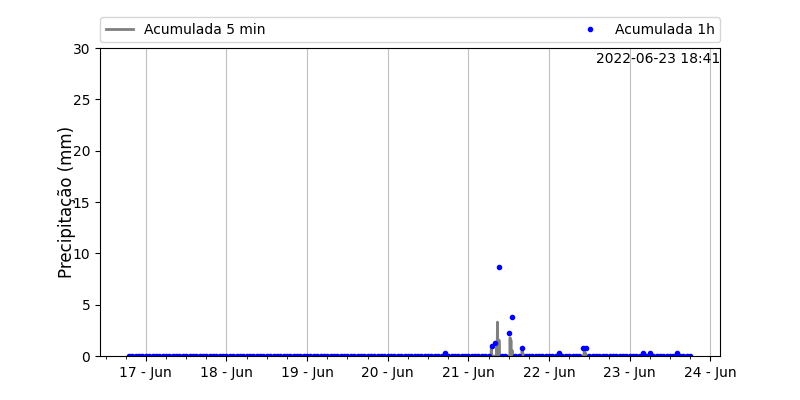 Acumulada 5 min
Acumulada 1h
2022-06-23 18:41
Precipitação (mm)
30
25
20
15
10
5
0
17 - Jun
18 - Jun
19 - Jun
20 - Jun
21 - Jun
22 - Jun
23 - Jun
24 - Jun